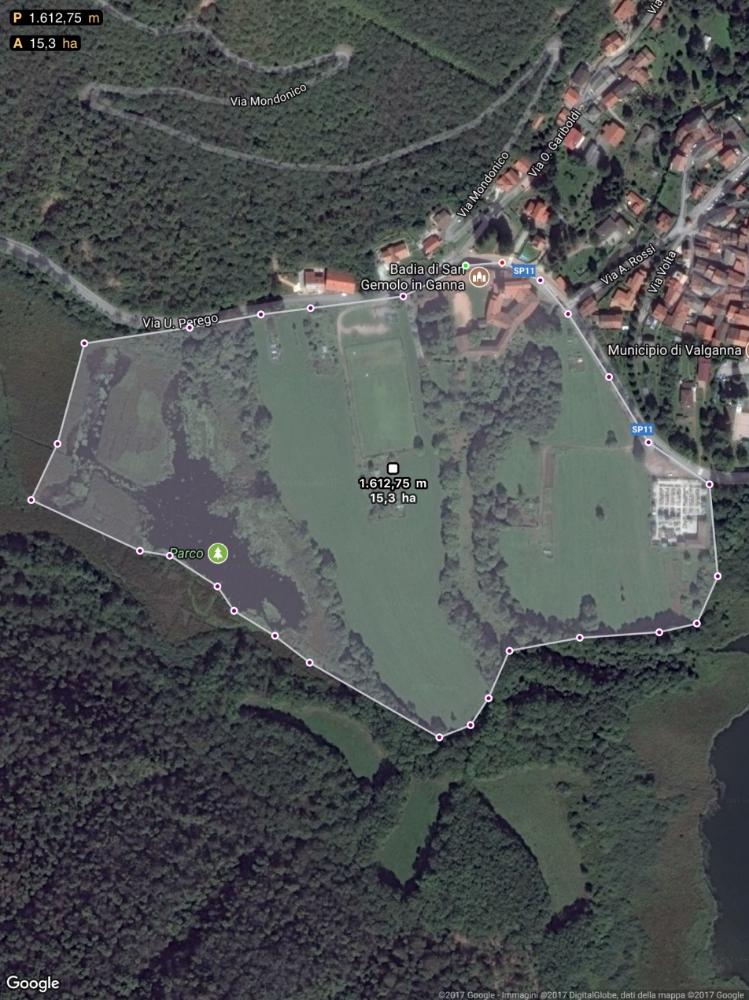 P 1.612,75 m
A 15,3 ha
Via
Via Mondonico
Via O. Gariboldi
Via Mondonico
Badia di San
Gemolo in Ganna
SP11
Via A. Rossi
Via Volta
Via U. Perego
Municipio di Valganna
SP11
1.612,75 m
15,3 ha
Parco
Google
©2017 Google - Immagini ©2017 DigitalGlobe, dati della mappa ©2017 Google